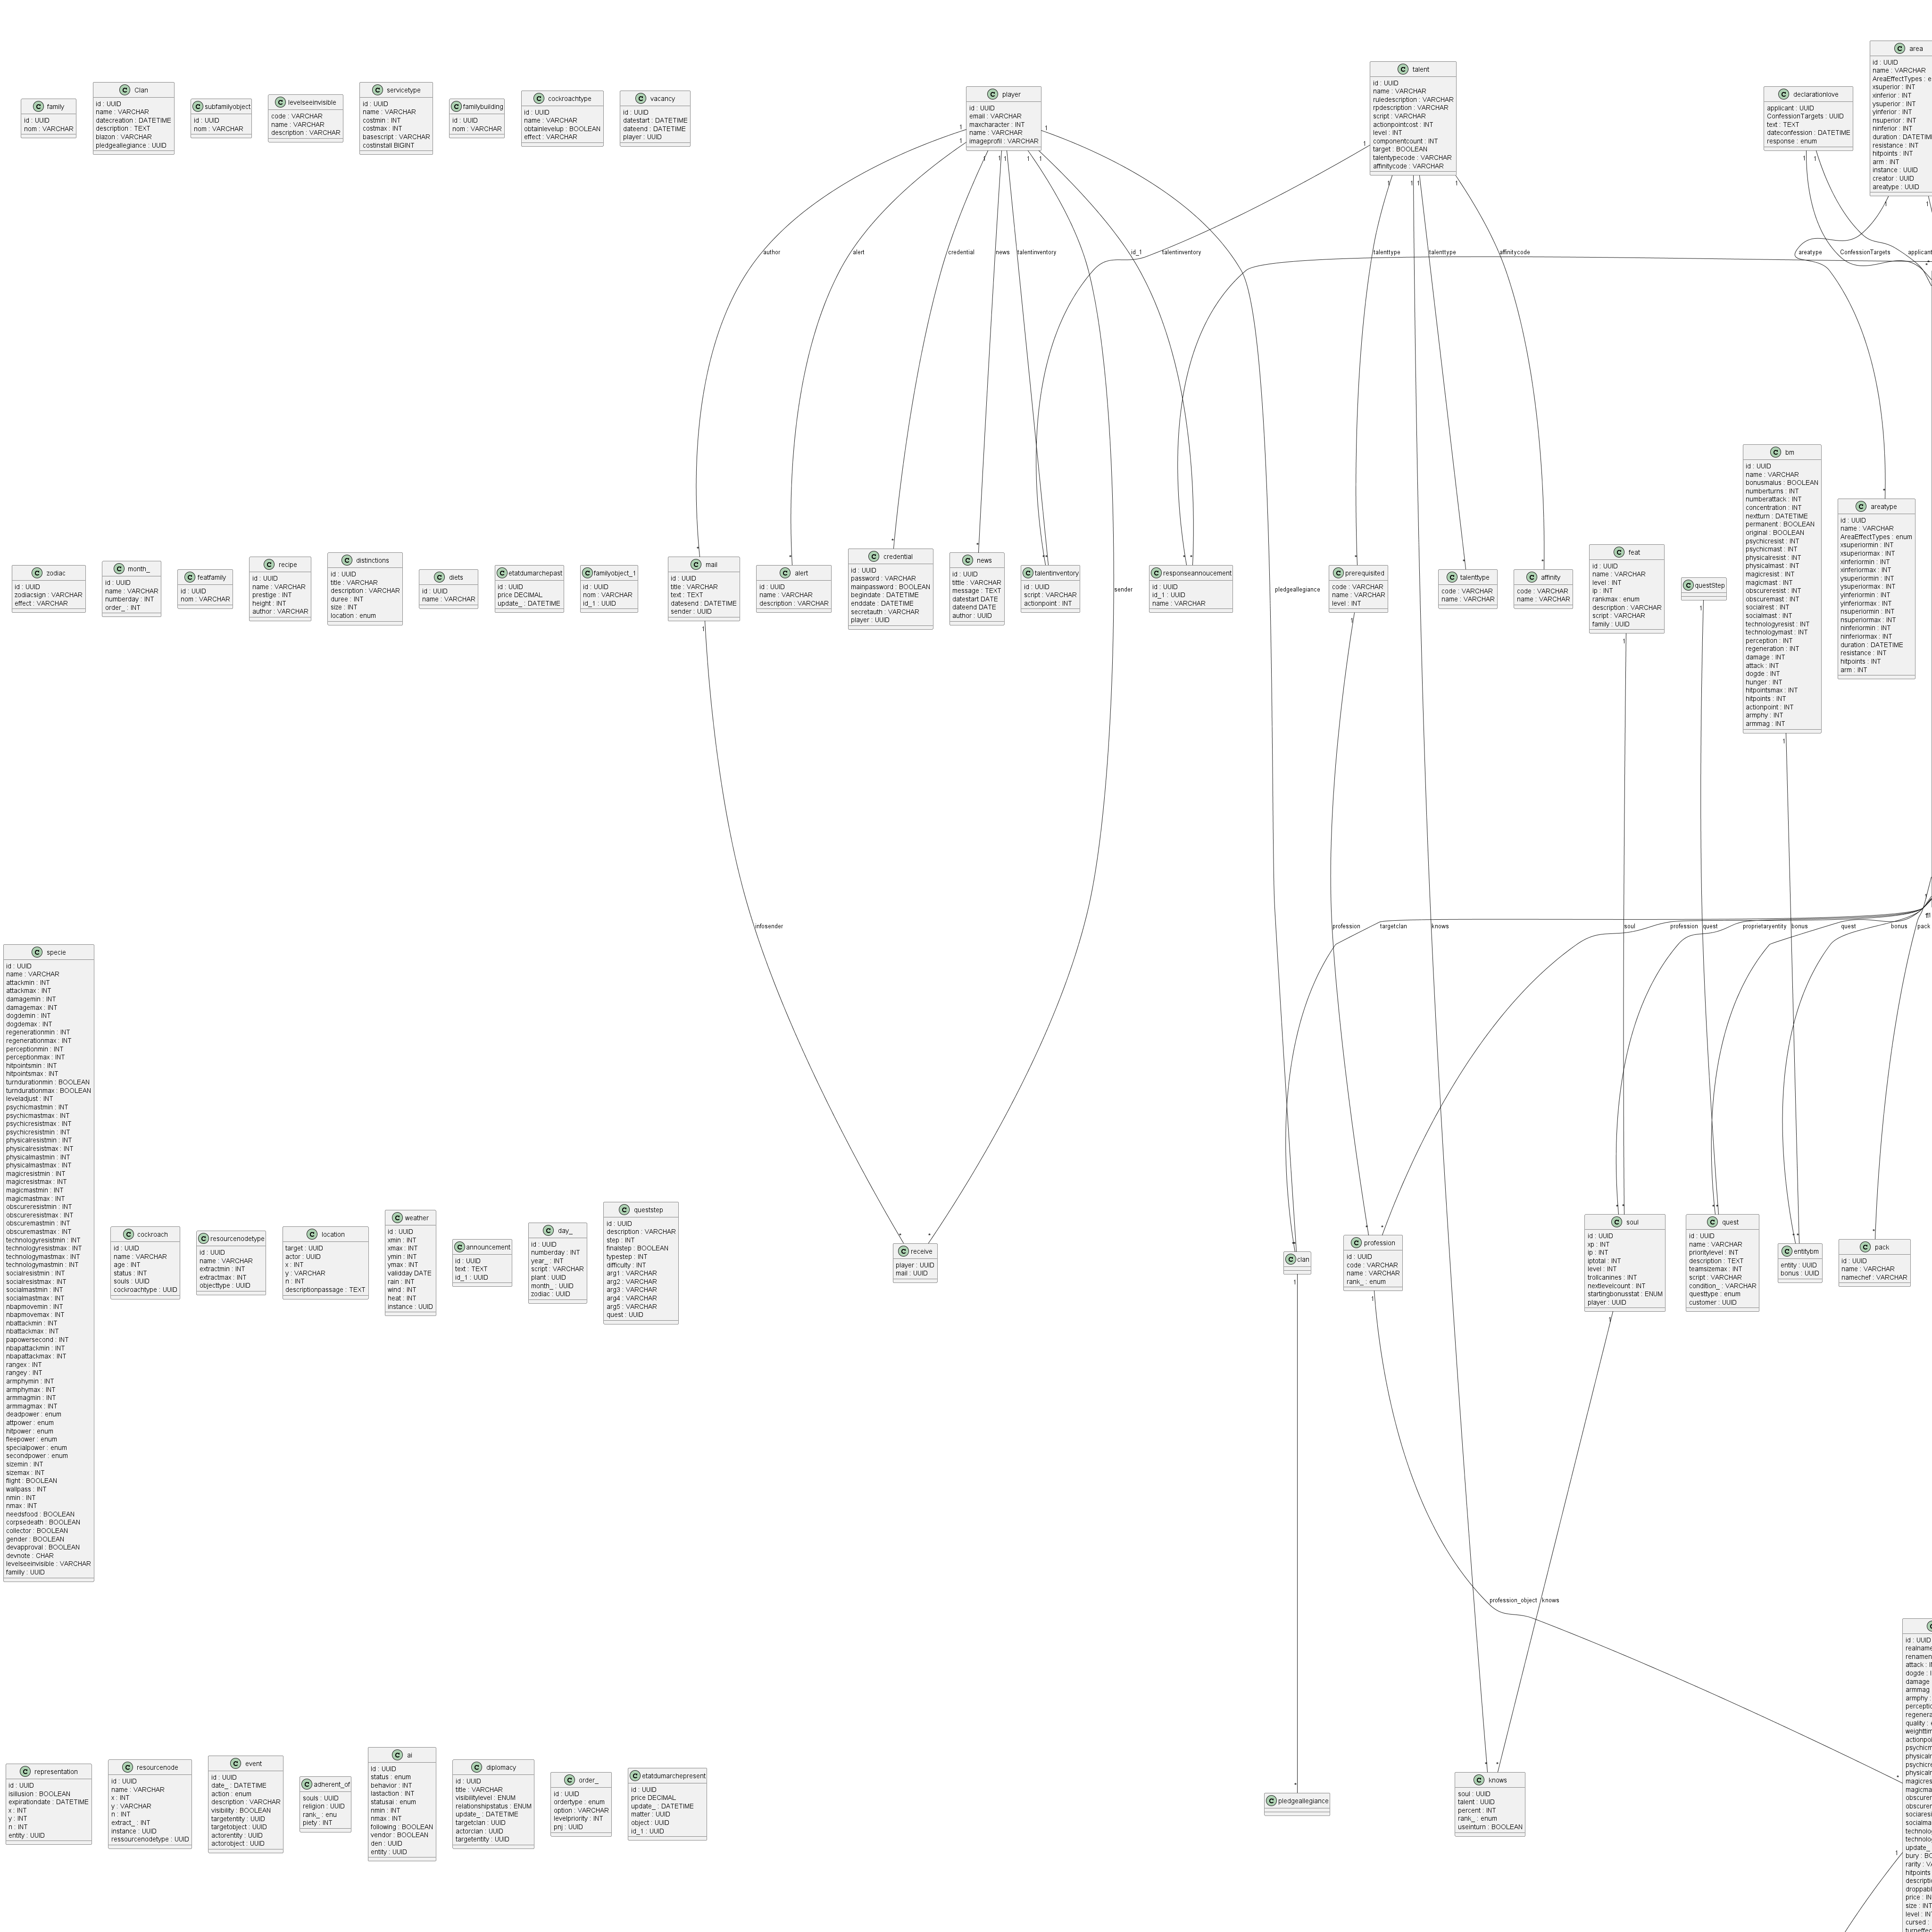 family
id : UUID
nom : VARCHAR
Clan
id : UUID
name : VARCHAR
datecreation : DATETIME
description : TEXT
blazon : VARCHAR
pledgeallegiance : UUID
subfamilyobject
id : UUID
nom : VARCHAR
levelseeinvisible
code : VARCHAR
name : VARCHAR
description : VARCHAR
servicetype
id : UUID
name : VARCHAR
costmin : INT
costmax : INT
basescript : VARCHAR
costinstall BIGINT
familybuilding
id : UUID
nom : VARCHAR
cockroachtype
id : UUID
name : VARCHAR
obtainlevelup : BOOLEAN
effect : VARCHAR
vacancy
id : UUID
datestart : DATETIME
dateend : DATETIME
player : UUID
player
id : UUID
email : VARCHAR
maxcharacter : INT
name : VARCHAR
imageprofil : VARCHAR
talent
id : UUID
name : VARCHAR
ruledescription : VARCHAR
rpdescription : VARCHAR
script : VARCHAR
actionpointcost : INT
level : INT
componentcount : INT
target : BOOLEAN
talentypecode : VARCHAR
affinitycode : VARCHAR
declarationlove
applicant : UUID
ConfessionTargets : UUID
text : TEXT
dateconfession : DATETIME
response : enum
area
id : UUID
name : VARCHAR
AreaEffectTypes : e
xsuperior : INT
xinferior : INT
ysuperior : INT
yinferior : INT
nsuperior : INT
ninferior : INT
duration : DATETIME
resistance : INT
hitpoints : INT
arm : INT
instance : UUID
creator : UUID
areatype : UUID
author
alert
credential
news
talentinventory
sender
id_1
talentinventory
pledgeallegiance
talenttype
knows
talenttype
affinitycode
areatype
ConfessionTargets
applicant
zodiac
id : UUID
zodiacsign : VARCHAR
effect : VARCHAR
month_
id : UUID
name : VARCHAR
numberday : INT
order_ : INT
featfamily
id : UUID
nom : VARCHAR
recipe
id : UUID
name : VARCHAR
prestige : INT
height : INT
author : VARCHAR
distinctions
id : UUID
title : VARCHAR
description : VARCHAR
duree : INT
size : INT
location : enum
diets
id : UUID
name : VARCHAR
etatdumarchepast
id : UUID
price DECIMAL
update_ : DATETIME
familyobject_1
id : UUID
nom : VARCHAR
id_1 : UUID
mail
id : UUID
title : VARCHAR
text : TEXT
datesend : DATETIME
sender : UUID
alert
id : UUID
name : VARCHAR
description : VARCHAR
credential
id : UUID
password : VARCHAR
mainpassword : BOOLEAN
begindate : DATETIME
enddate : DATETIME
secretauth : VARCHAR
player : UUID
news
id : UUID
tittle : VARCHAR
message : TEXT
datestart DATE
dateend DATE
author : UUID
talentinventory
id : UUID
script : VARCHAR
actionpoint : INT
responseannoucement
id : UUID
id_1 : UUID
name : VARCHAR
prerequisited
code : VARCHAR
name : VARCHAR
level : INT
talenttype
code : VARCHAR
name : VARCHAR
affinity
code : VARCHAR
name : VARCHAR
feat
id : UUID
name : VARCHAR
level : INT
ip : INT
rankmax : enum
description : VARCHAR
script : VARCHAR
family : UUID
questStep
bm
id : UUID
name : VARCHAR
bonusmalus : BOOLEAN
numberturns : INT
numberattack : INT
concentration : INT
nextturn : DATETIME
permanent : BOOLEAN
original : BOOLEAN
psychicresist : INT
psychicmast : INT
physicalresist : INT
physicalmast : INT
magicresist : INT
magicmast : INT
obscureresist : INT
obscuremast : INT
socialrest : INT
socialmast : INT
technologyresist : INT
technologymast : INT
perception : INT
regeneration : INT
damage : INT
attack : INT
dogde : INT
hunger : INT
hitpointsmax : INT
hitpoints : INT
actionpoint : INT
armphy : INT
armmag : INT
areatype
id : UUID
name : VARCHAR
AreaEffectTypes : enum
xsuperiormin : INT
xsuperiormax : INT
xinferiormin : INT
xinferiormax : INT
ysuperiormin : INT
ysuperiormax : INT
yinferiormin : INT
yinferiormax : INT
nsuperiormin : INT
nsuperiormax : INT
ninferiormin : INT
ninferiormax : INT
duration : DATETIME
resistance : INT
hitpoints : INT
arm : INT
infosender
profession
targetclan
knows
soul
profession
quest
proprietaryentity
bonus
quest
bonus
pack
specie
id : UUID
name : VARCHAR
attackmin : INT
attackmax : INT
damagemin : INT
damagemax : INT
dogdemin : INT
dogdemax : INT
regenerationmin : INT
regenerationmax : INT
perceptionmin : INT
perceptionmax : INT
hitpointsmin : INT
hitpointsmax : INT
turndurationmin : BOOLEAN
turndurationmax : BOOLEAN
leveladjust : INT
psychicmastmin : INT
psychicmastmax : INT
psychicresistmax : INT
psychicresistmin : INT
physicalresistmin : INT
physicalresistmax : INT
physicalmastmin : INT
physicalmastmax : INT
magicresistmin : INT
magicresistmax : INT
magicmastmin : INT
magicmastmax : INT
obscureresistmin : INT
obscureresistmax : INT
obscuremastmin : INT
obscuremastmax : INT
technologyresistmin : INT
technologyresistmax : INT
technologymastmax : INT
technologymastmin : INT
socialresistmin : INT
socialresistmax : INT
socialmastmin : INT
socialmastmax : INT
nbapmovemin : INT
nbapmovemax : INT
nbattackmin : INT
nbattackmax : INT
papowersecond : INT
nbapattackmin : INT
nbapattackmax : INT
rangex : INT
rangey : INT
armphymin : INT
armphymax : INT
armmagmin : INT
armmagmax : INT
deadpower : enum
attpower : enum
hitpower : enum
fleepower : enum
specialpower : enum
secondpower : enum
sizemin : INT
sizemax : INT
flight : BOOLEAN
wallpass : INT
nmin : INT
nmax : INT
needsfood : BOOLEAN
corpsedeath : BOOLEAN
collector : BOOLEAN
gender : BOOLEAN
devapproval : BOOLEAN
devnote : CHAR
levelseeinvisible : VARCHAR
familly : UUID
cockroach
id : UUID
name : VARCHAR
age : INT
status : INT
souls : UUID
cockroachtype : UUID
resourcenodetype
id : UUID
name : VARCHAR
extractmin : INT
extractmax : INT
objecttype : UUID
location
target : UUID
actor : UUID
x : INT
y : VARCHAR
n : INT
descriptionpassage : TEXT
weather
id : UUID
xmin : INT
xmax : INT
ymin : INT
ymax : INT
validday DATE
rain : INT
wind : INT
heat : INT
instance : UUID
announcement
id : UUID
text : TEXT
id_1 : UUID
day_
id : UUID
numberday : INT
year_ : INT
script : VARCHAR
plant : UUID
month_ : UUID
zodiac : UUID
queststep
id : UUID
description : VARCHAR
step : INT
finalstep : BOOLEAN
typestep : INT
difficulty : INT
arg1 : VARCHAR
arg2 : VARCHAR
arg3 : VARCHAR
arg4 : VARCHAR
arg5 : VARCHAR
quest : UUID
receive
player : UUID
mail : UUID
clan
profession
id : UUID
code : VARCHAR
name : VARCHAR
rank_ : enum
soul
id : UUID
xp : INT
ip : INT
iptotal : INT
level : INT
trollcanines : INT
nextlevelcount : INT
startingbonusstat : ENUM
player : UUID
quest
id : UUID
name : VARCHAR
prioritylevel : INT
description : TEXT
teamsizemax : INT
script : VARCHAR
condition_ : VARCHAR
questtype : enum
customer : UUID
entitybm
entity : UUID
bonus : UUID
pack
id : UUID
name : VARCHAR
namechef : VARCHAR
profession_object
knows
representation
id : UUID
isillusion : BOOLEAN
expirationdate : DATETIME
x : INT
y : INT
n : INT
entity : UUID
resourcenode
id : UUID
name : VARCHAR
x : INT
y : VARCHAR
n : INT
extract_ : INT
instance : UUID
ressourcenodetype : UUID
event
id : UUID
date_ : DATETIME
action : enum
description : VARCHAR
visibility : BOOLEAN
targetentity : UUID
targetobject : UUID
actorentity : UUID
actorobject : UUID
adherent_of
souls : UUID
religion : UUID
rank_ : enu
piety : INT
ai
id : UUID
status : enum
behavior : INT
lastaction : INT
statusai : enum
nmin : INT
nmax : INT
following : BOOLEAN
vendor : BOOLEAN
den : UUID
entity : UUID
diplomacy
id : UUID
title : VARCHAR
visibilitylevel : ENUM
relationshipstatus : ENUM
update_ : DATETIME
targetclan : UUID
actorclan : UUID
targetentity : UUID
order_
id : UUID
ordertype : enum
option : VARCHAR
levelpriority : INT
pnj : UUID
etatdumarchepresent
id : UUID
price DECIMAL
update_ : DATETIME
matter : UUID
object : UUID
id_1 : UUID
pledgeallegiance
knows
soul : UUID
talent : UUID
percent : INT
rank_ : enum
useinturn : BOOLEAN
id : UUID
realname
renamen
attack : I
dogde : I
damage
armmag
armphy :
perceptio
regenera
quality : e
weighttim
actionpoi
psychicm
physicalr
psychicre
physicalm
magicres
magicma
obscurer
obscurer
sociaresi
socialma
technolog
technolog
update_
bury : BO
rarity : VA
hitpoints
descriptio
droppabl
price : IN
size : INT
level : IN
cursed :
turneffec